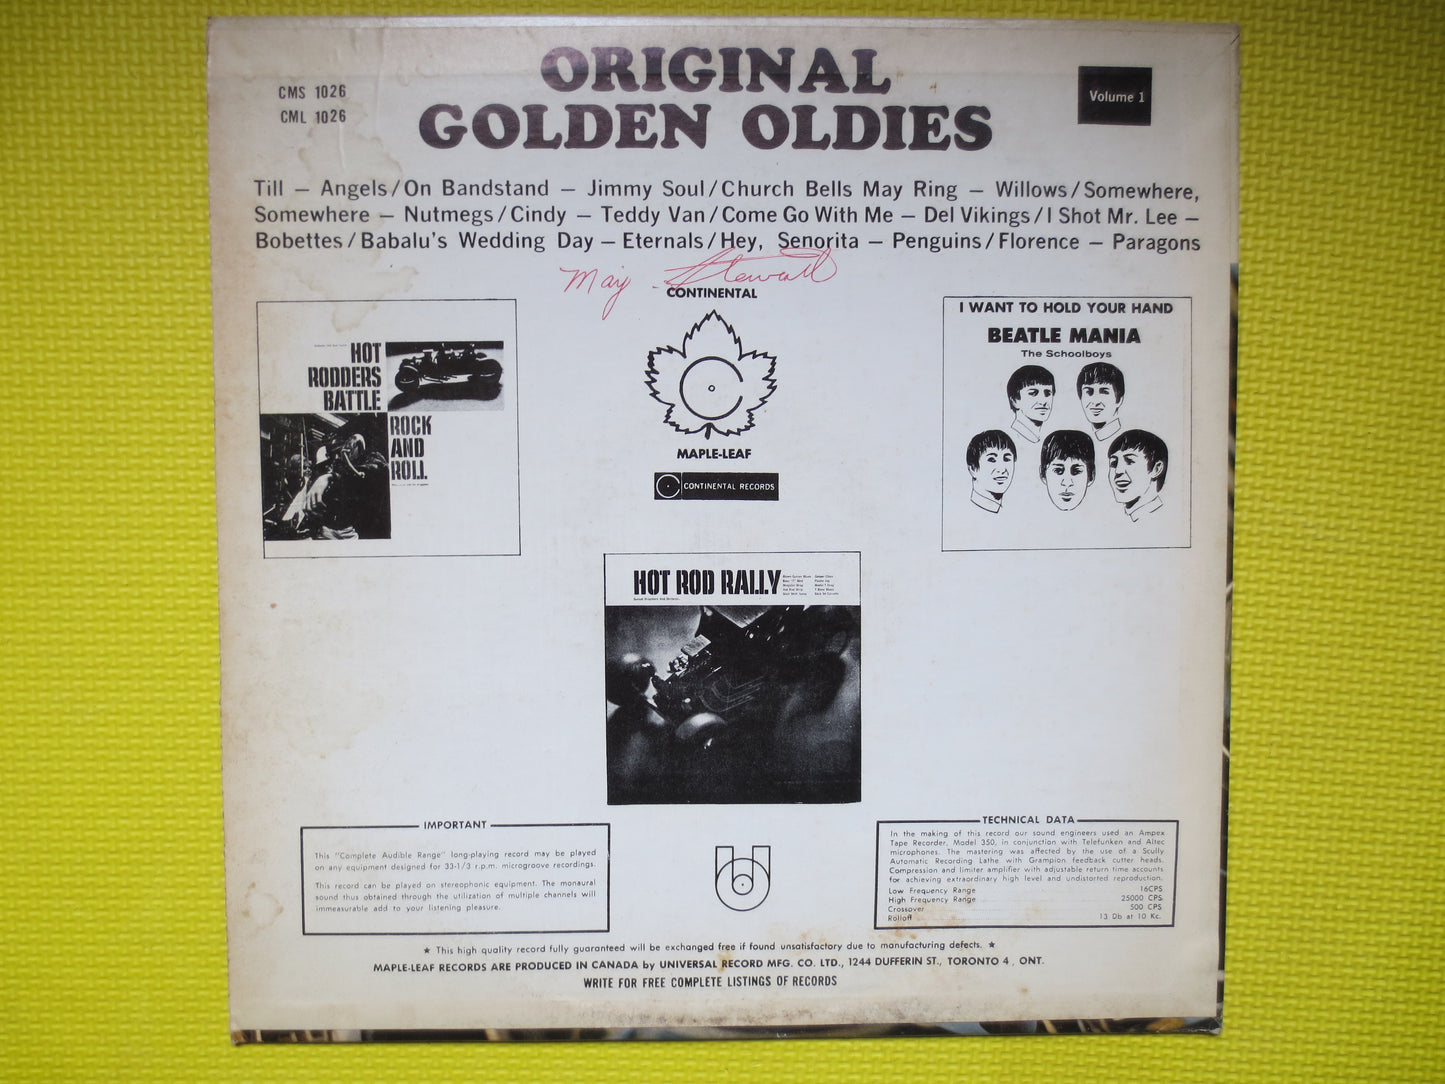 ORIGINAL
GOLDEN OLDIES
CMS 1026
CML 1026
Volume 1
Till — Angels/On Bandstand — Jimmy Soul/Church Bells May Ring — Willows/Somewhere,
Somewhere — Nutmegs/Cindy — Teddy Van/Come Go With Me — Del Vikings/I Shot Mr. Lee —
Bobettes/Babalu's Wedding Day — Eternals/Hey, Senorita — Penguins/Florence — Paragons
May Stewart
CONTINENTAL
MAPLE-LEAF
CONTINENTAL RECORDS
HOT
RODDERS
BATTLE
ROCK
AND
ROLL
I WANT TO HOLD YOUR HAND
BEATLE MANIA
The Schoolboys
HOT ROD RALLY
IMPORTANT
This "Complete Audible Range" long-playing record may be played
on any equipment designed for 33-1/3 r.p.m. microgroove recordings.
This record can be played on stereophonic equipment. The monaural
sound thus obtained through the utilization of multiple channels will
immeasurable add to your listening pleasure.
TECHNICAL DATA
In the making of this record our sound engineers used an Ampex
Tape Recorder, Model 350, in conjunction with Telefunken and Altec
microphones. The mastering was affected by the use of a Scully
Automatic Recording Lathe with Grampion feedback cutter heads.
Compression and limiter amplifier with adjustable return time accounts
for achieving extraordinary high level and undistorted reproduction.
Low Frequency Range 16CPS
High Frequency Range 25000 CPS
Crossover 500 CPS
Rolloff 13 Db at 10 Kc.
★ This high quality record fully guaranteed will be exchanged free if found unsatisfactory due to manufacturing defects. ★
MAPLE-LEAF RECORDS ARE PRODUCED IN CANADA by UNIVERSAL RECORD MFG. CO. LTD., 1244 DUFFERIN ST., TORONTO 4, ONT.
WRITE FOR FREE COMPLETE LISTINGS OF RECORDS